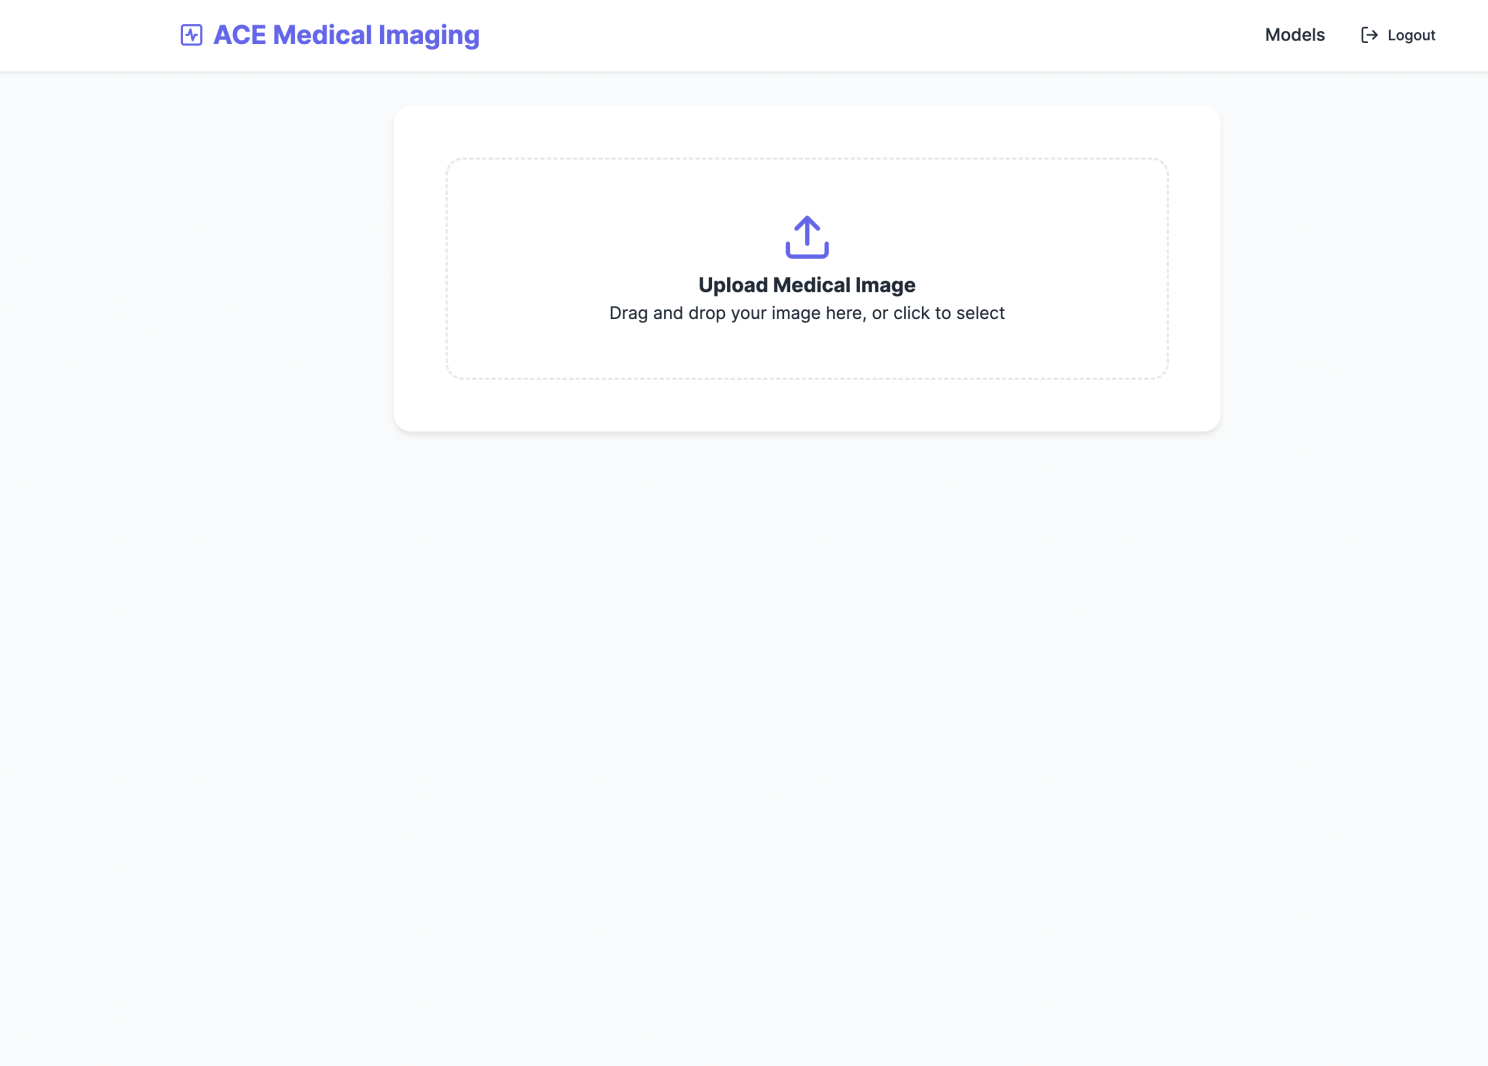 ACE Medical Imaging
Models
Logout
Upload Medical Image
Drag and drop your image here, or click to select